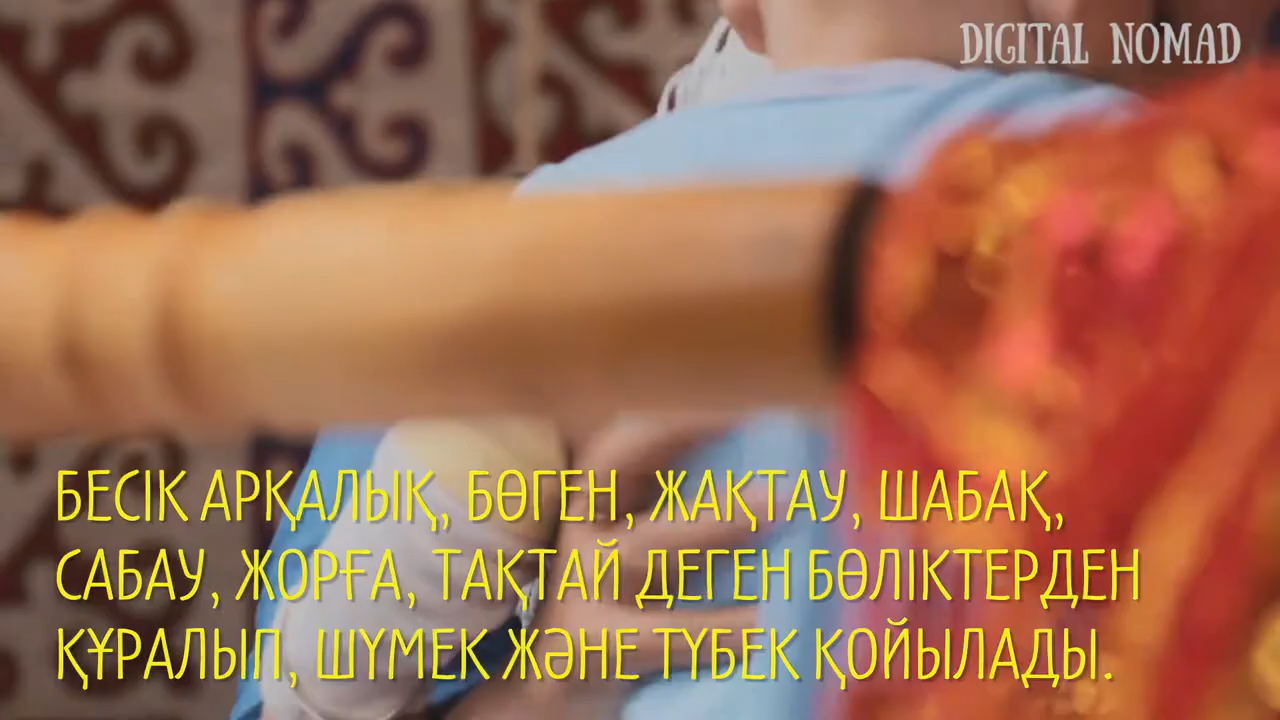 DIGITAL NOMAD
БЕСІК АРҚАЛЫҚ, БӨГЕН, ЖАҚТАУ, ШАБАҚ,
САБАУ, ЖОРҒА, ТАҚТАЙ ДЕГЕН БӨЛІКТЕРДЕН
ҚҰРАЛЫП, ШҮМЕК ЖӘНЕ ТҮБЕК ҚОЙЫЛАДЫ.